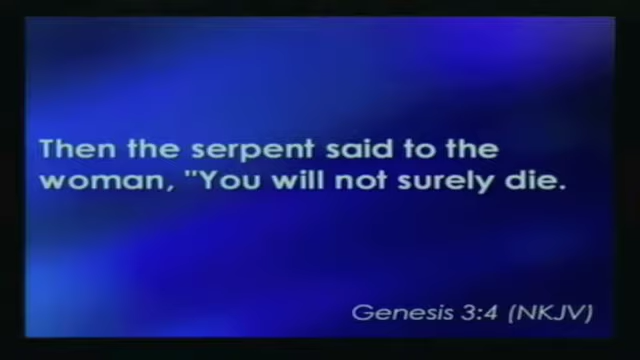 Then the serpent said to the
woman, "You will not surely die.
Genesis 3:4 (NKJV)